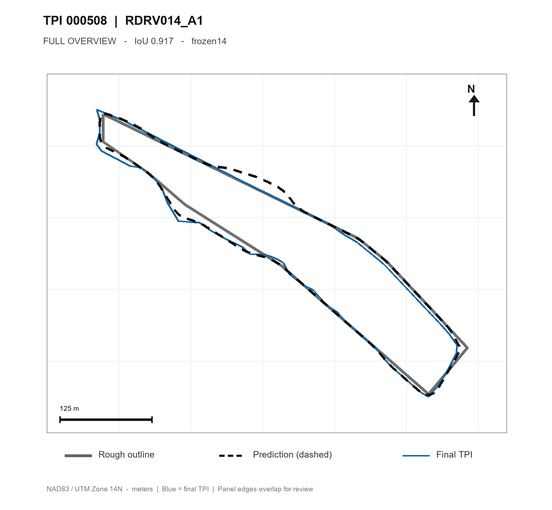 TPI 000508 | RDRV014_A1
FULL OVERVIEW - IoU 0.917 - frozen14
N
125 m
Rough outline
Prediction (dashed)
Final TPI
NAD83 / UTM Zone 14N - meters | Blue = final TPI | Panel edges overlap for review